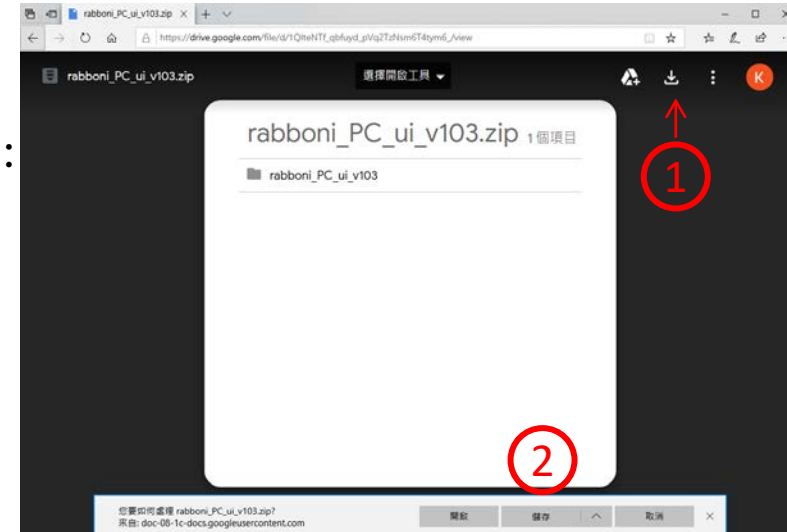 rabboni_PC_ui_v103.zip
https://drive.google.com/file/d/1QlteNTf_qbfuyd_pVq2TzNsm6T4tym6_/view
rabboni_PC_ui_v103.zip
選擇開啟工具
K
:
rabboni_PC_ui_v103.zip 1 個項目
rabboni_PC_ui_v103
1
2
您要如何處理 rabboni_PC_ui_v103.zip?
來自: doc-08-1c-docs.googleusercontent.com
開啟
儲存
取消